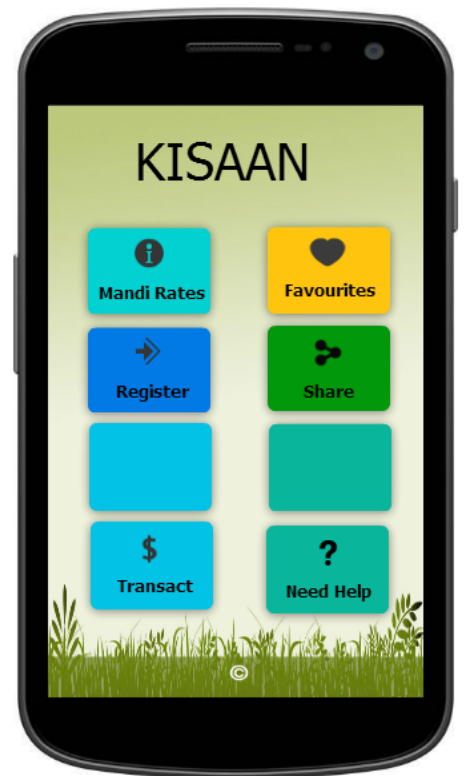 KISAAN
Mandi Rates
Favourites
Register
Share
$
?
Transact
Need Help
©